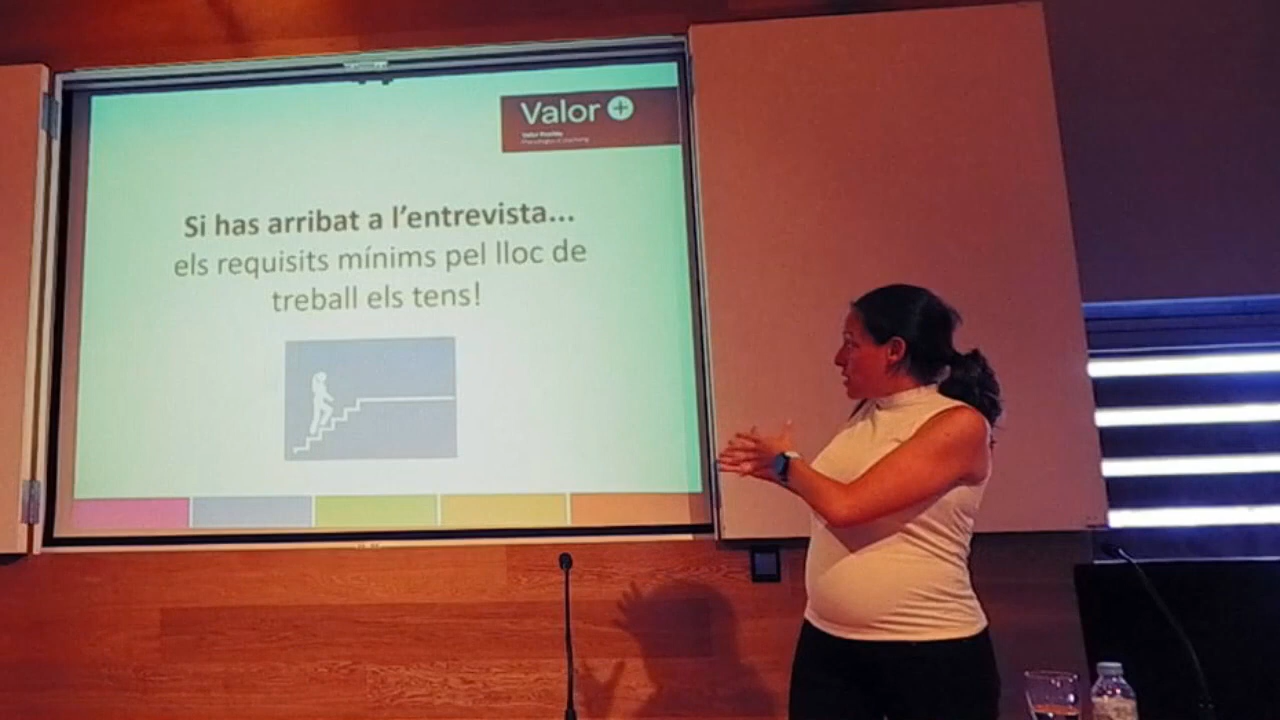 Valor +
Si has arribat a l'entrevista...
els requisits mínims pel lloc de
treball els tens!